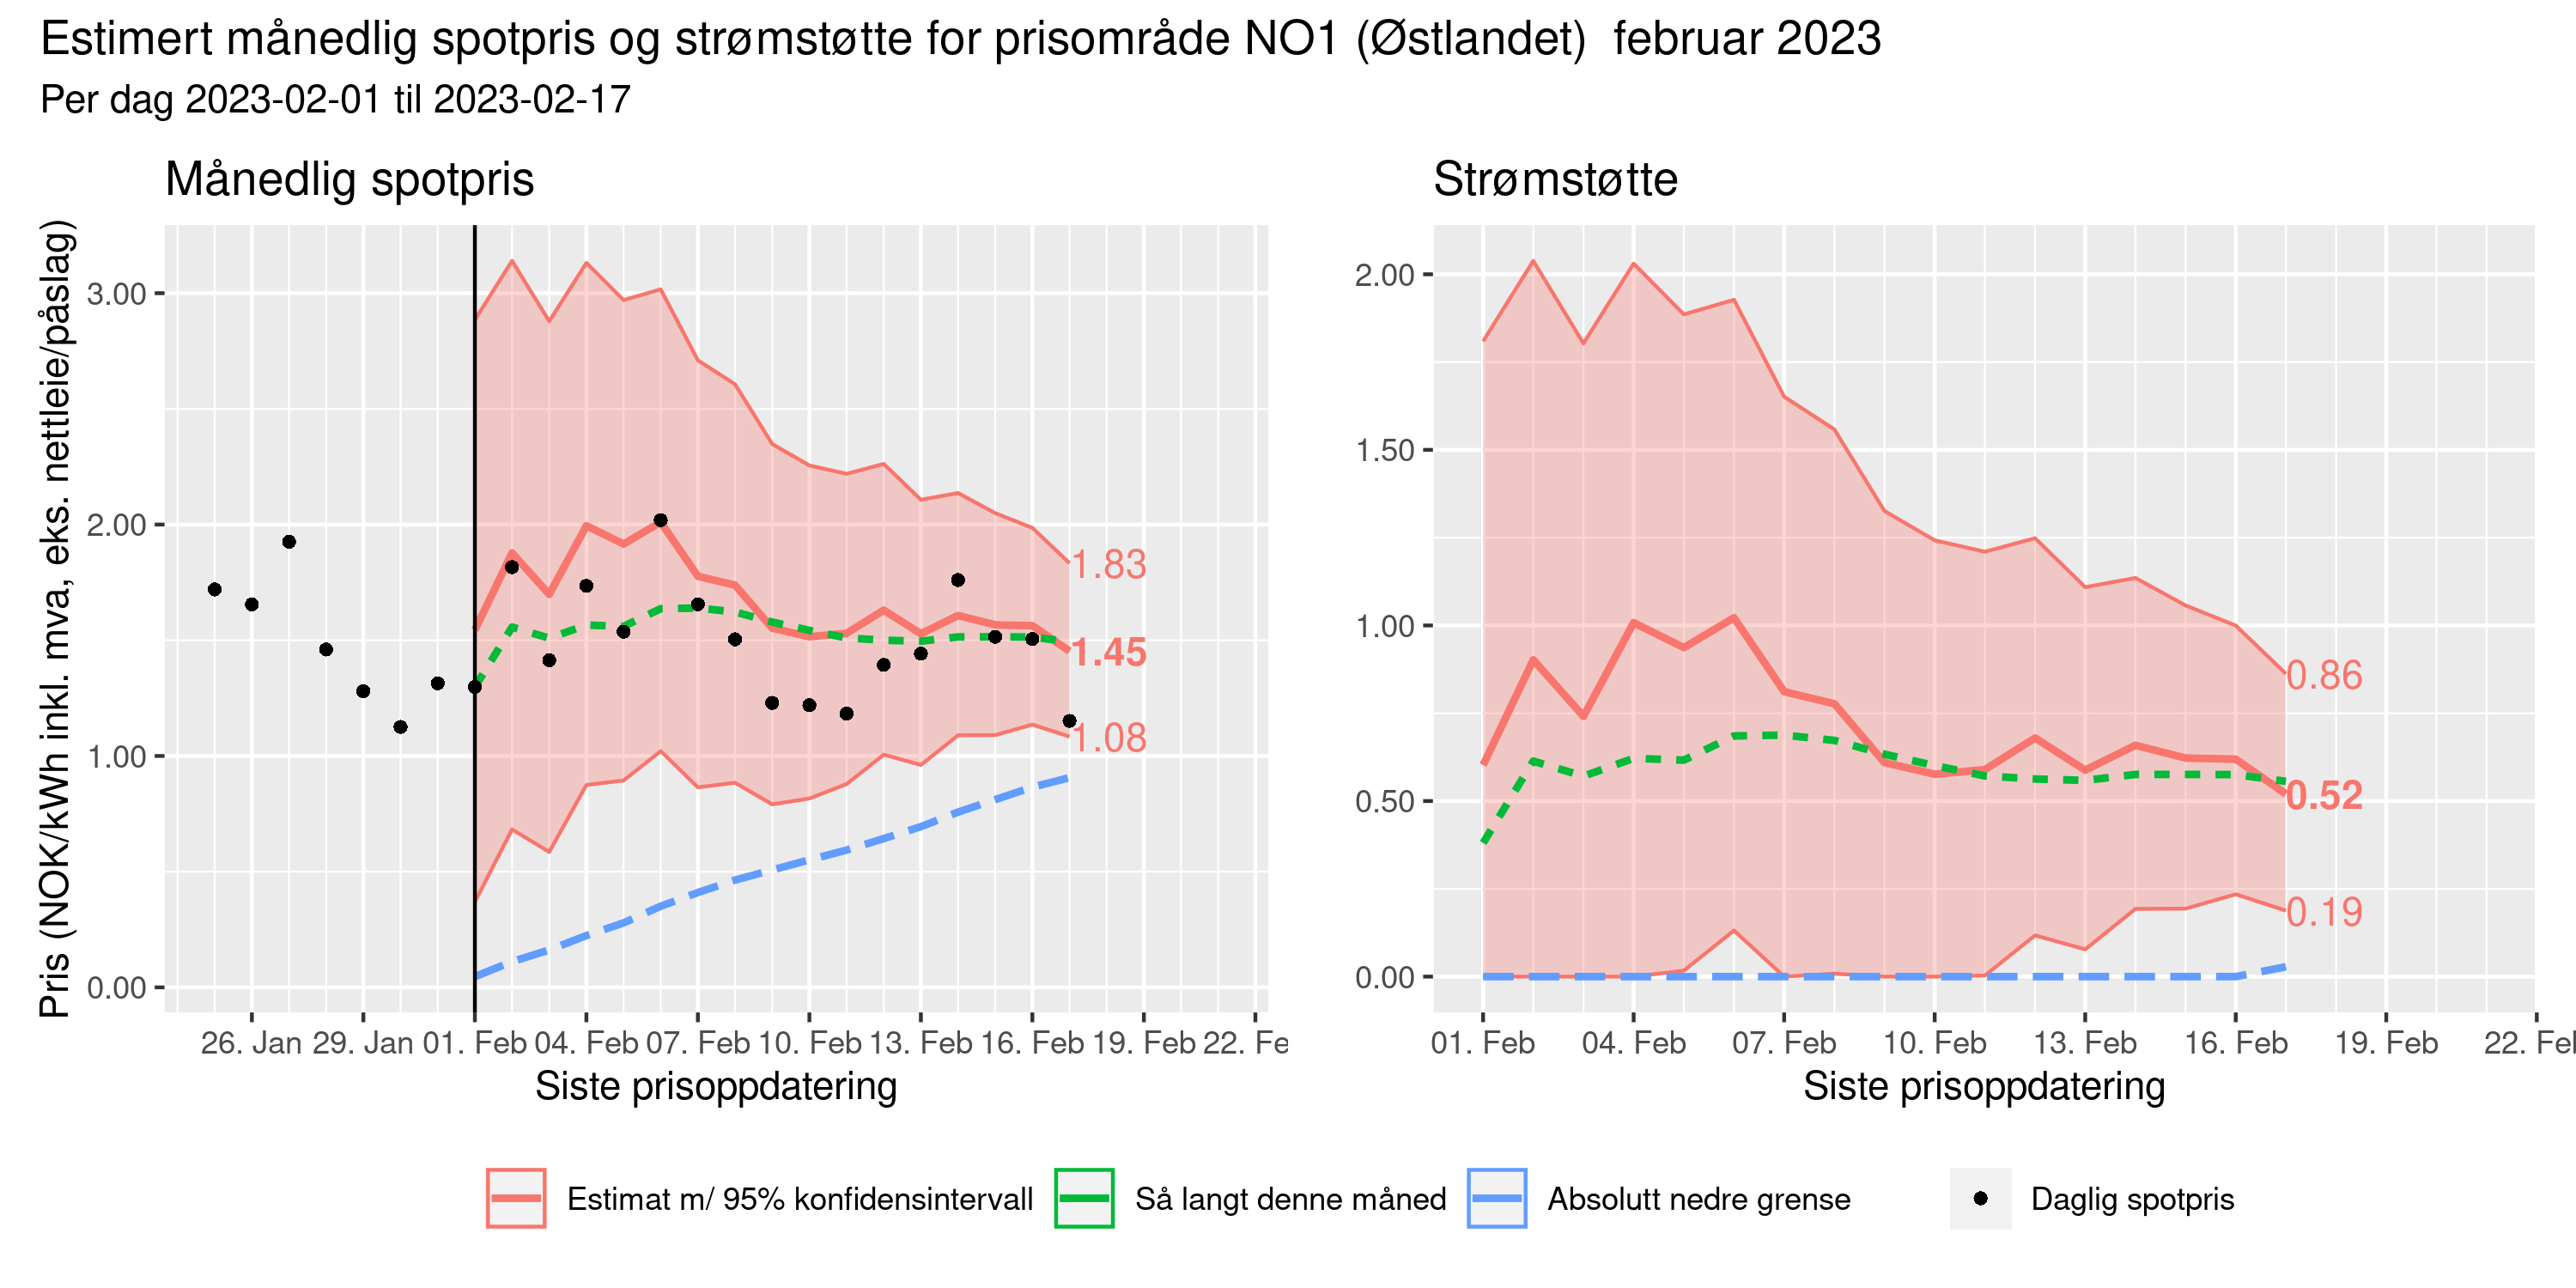 Estimert månedlig spotpris og strømstøtte for prisområde NO1 (Østlandet)  februar 2023
Per dag 2023-02-01 til 2023-02-17
Månedlig spotpris
Pris (NOK/kWh inkl. mva, eks. nettleie/påslag)
3.00
2.00
1.00
0.00
1.83
1.45
1.08
26. Jan 29. Jan 01. Feb 04. Feb 07. Feb 10. Feb 13. Feb 16. Feb 19. Feb 22. Fe
Siste prisoppdatering
Strømstøtte
2.00
1.50
1.00
0.50
0.00
0.86
0.52
0.19
01. Feb 04. Feb 07. Feb 10. Feb 13. Feb 16. Feb 19. Feb 22. Fel
Siste prisoppdatering
Estimat m/ 95% konfidensintervall Så langt denne måned Absolutt nedre grense Daglig spotpris